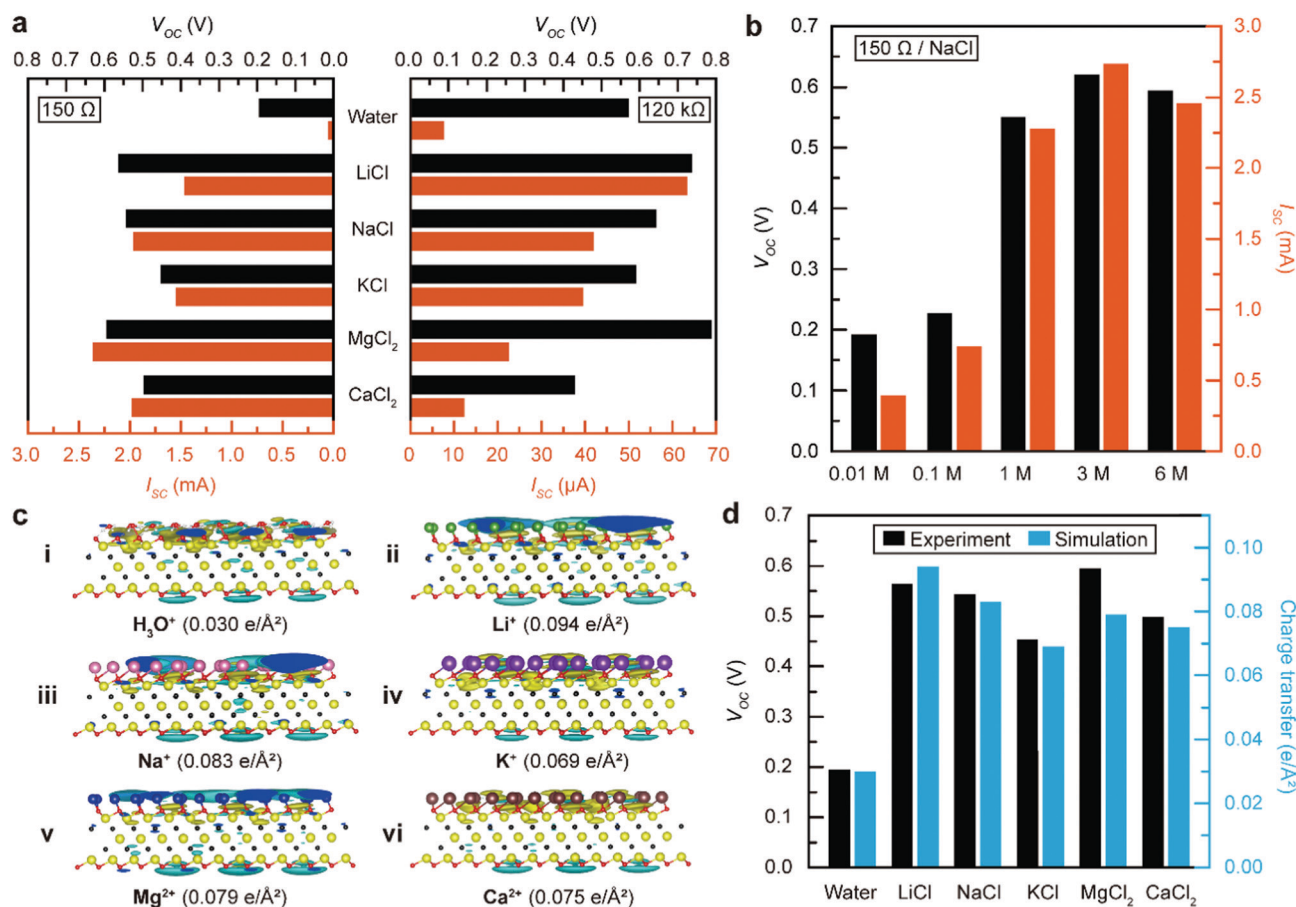 a
V_OC (V)
0.8 0.7 0.6 0.5 0.4 0.3 0.2 0.1 0.0
150 Ω
3.0 2.5 2.0 1.5 1.0 0.5 0.0
I_SC (mA)
Water
LiCl
NaCl
KCl
MgCl₂
CaCl₂
V_OC (V)
0.0 0.1 0.2 0.3 0.4 0.5 0.6 0.7 0.8
120 kΩ
0 10 20 30 40 50 60 70
I_SC (μA)
b
150 Ω / NaCl
V_OC (V)
0.7
0.6
0.5
0.4
0.3
0.2
0.1
0.0
I_SC (mA)
3.0
2.5
2.0
1.5
1.0
0.5
0.0
0.01 M 0.1 M 1 M 3 M 6 M
c
i
H₃O⁺ (0.030 e/Å²)
ii
Li⁺ (0.094 e/Å²)
iii
Na⁺ (0.083 e/Å²)
iv
K⁺ (0.069 e/Å²)
v
Mg²⁺ (0.079 e/Å²)
vi
Ca²⁺ (0.075 e/Å²)
d
Experiment Simulation
V_OC (V)
0.7
0.6
0.5
0.4
0.3
0.2
0.1
0.0
Charge transfer (e/Å²)
0.10
0.08
0.06
0.04
0.02
0.00
Water LiCl NaCl KCl MgCl₂ CaCl₂